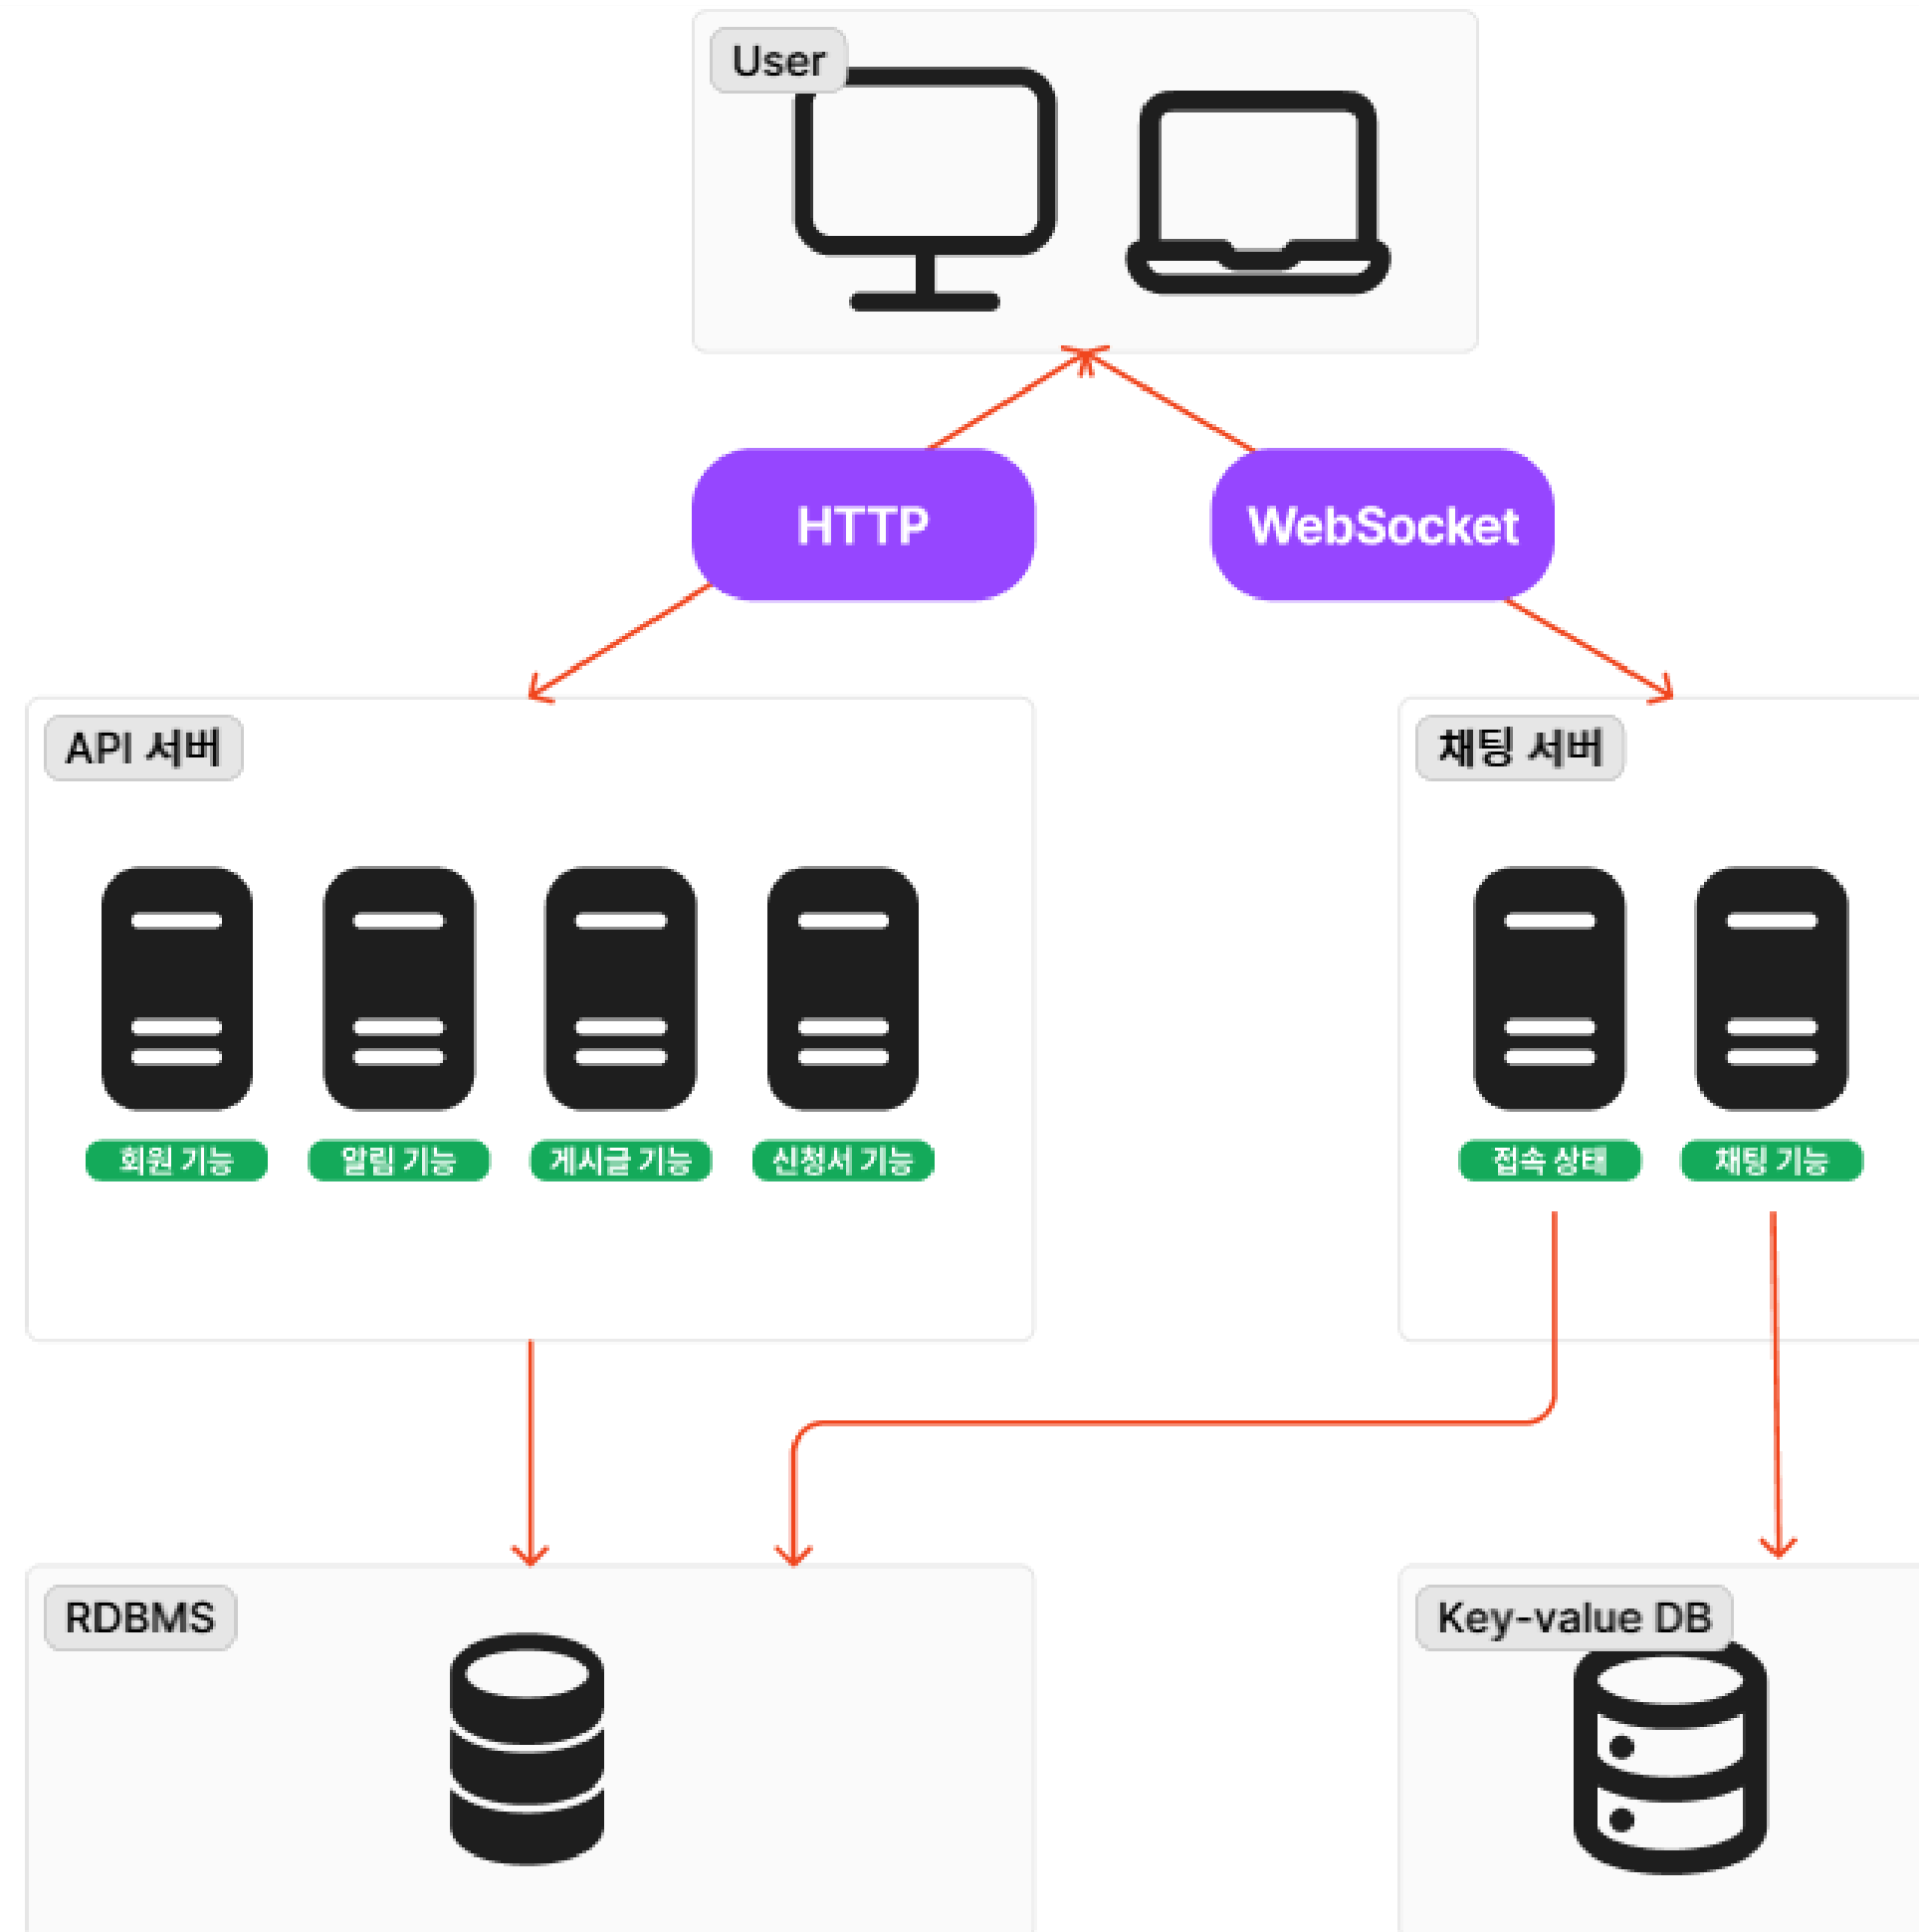 User
HTTP
WebSocket
API 서버
채팅 서버
회원 기능
알림 기능
게시글 기능
신청서 기능
접속 상태
채팅 기능
RDBMS
Key-value DB